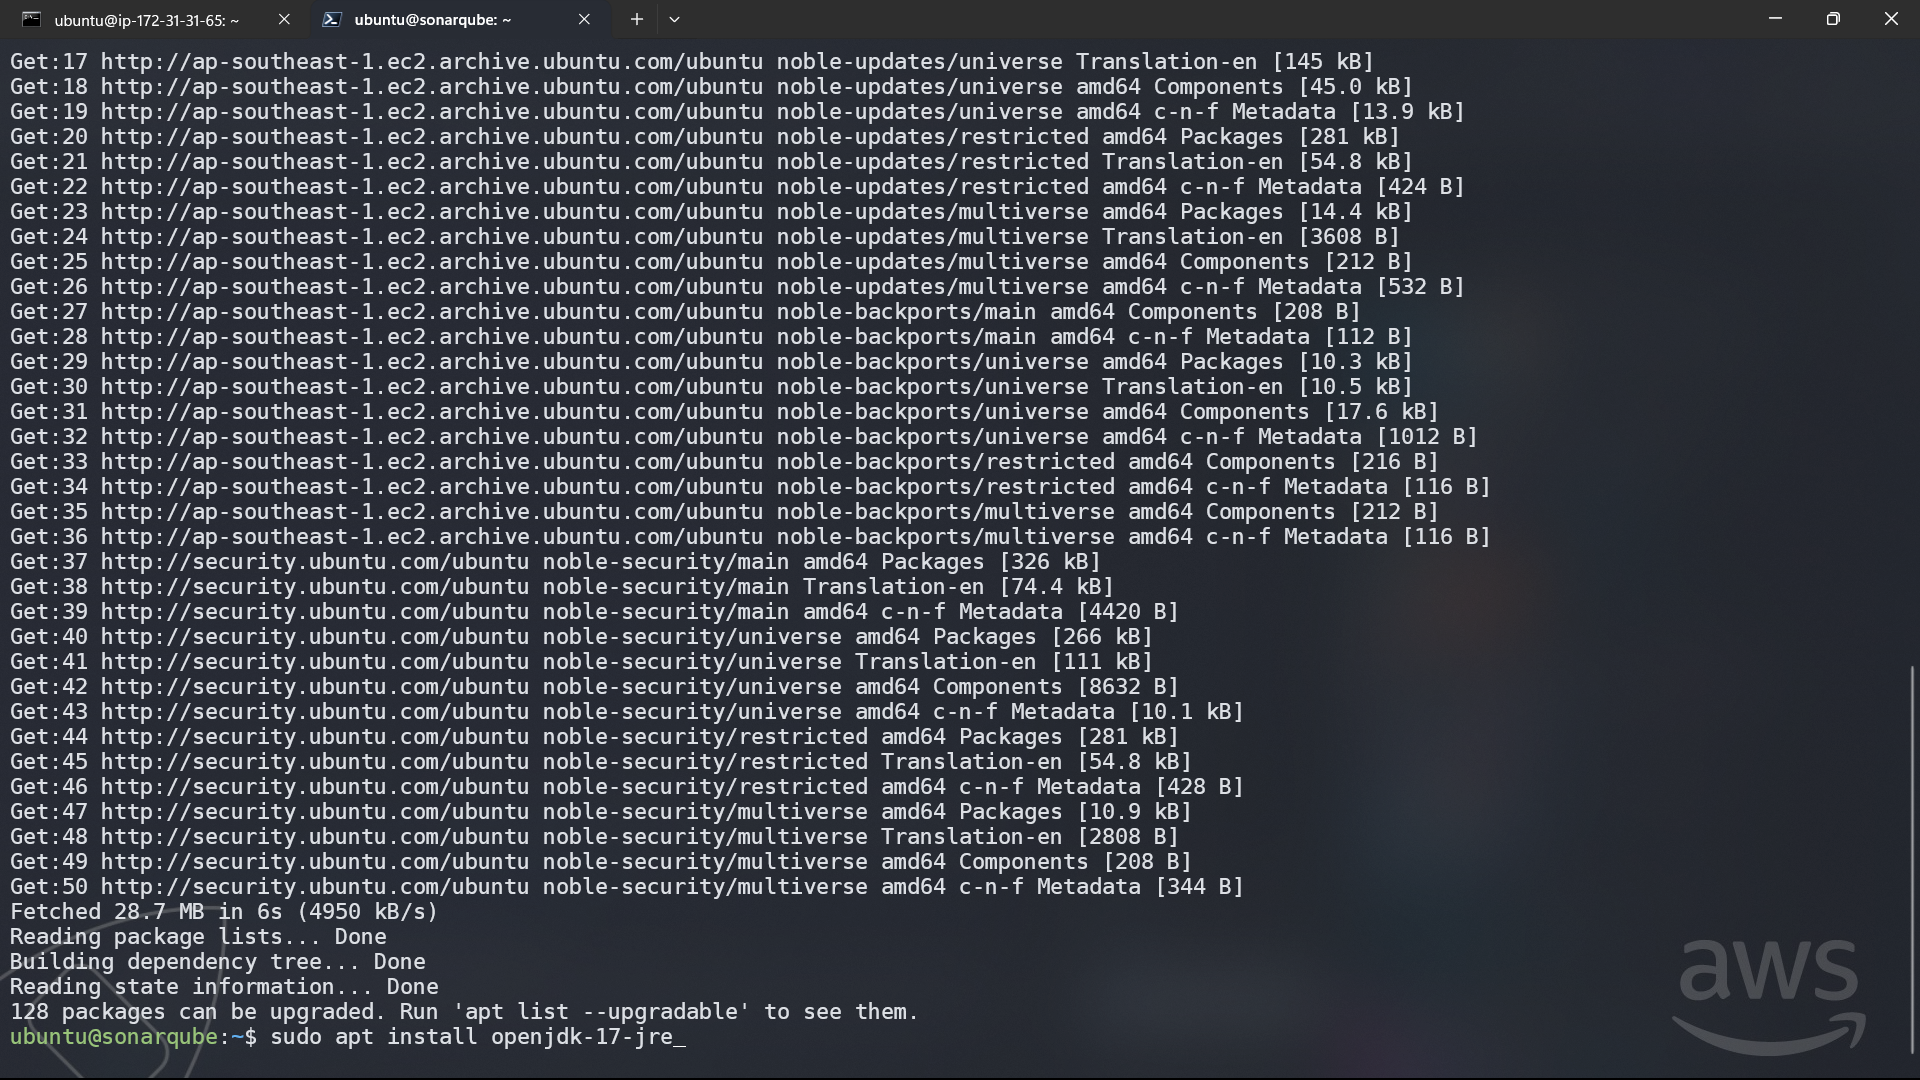 ubuntu@ip-172-31-31-65: ~
ubuntu@sonarqube: ~
Get:17 http://ap-southeast-1.ec2.archive.ubuntu.com/ubuntu noble-updates/universe Translation-en [145 kB]
Get:18 http://ap-southeast-1.ec2.archive.ubuntu.com/ubuntu noble-updates/universe amd64 Components [45.0 kB]
Get:19 http://ap-southeast-1.ec2.archive.ubuntu.com/ubuntu noble-updates/universe amd64 c-n-f Metadata [13.9 kB]
Get:20 http://ap-southeast-1.ec2.archive.ubuntu.com/ubuntu noble-updates/restricted amd64 Packages [281 kB]
Get:21 http://ap-southeast-1.ec2.archive.ubuntu.com/ubuntu noble-updates/restricted Translation-en [54.8 kB]
Get:22 http://ap-southeast-1.ec2.archive.ubuntu.com/ubuntu noble-updates/restricted amd64 c-n-f Metadata [424 B]
Get:23 http://ap-southeast-1.ec2.archive.ubuntu.com/ubuntu noble-updates/multiverse amd64 Packages [14.4 kB]
Get:24 http://ap-southeast-1.ec2.archive.ubuntu.com/ubuntu noble-updates/multiverse Translation-en [3608 B]
Get:25 http://ap-southeast-1.ec2.archive.ubuntu.com/ubuntu noble-updates/multiverse amd64 Components [212 B]
Get:26 http://ap-southeast-1.ec2.archive.ubuntu.com/ubuntu noble-updates/multiverse amd64 c-n-f Metadata [532 B]
Get:27 http://ap-southeast-1.ec2.archive.ubuntu.com/ubuntu noble-backports/main amd64 Components [208 B]
Get:28 http://ap-southeast-1.ec2.archive.ubuntu.com/ubuntu noble-backports/main amd64 c-n-f Metadata [112 B]
Get:29 http://ap-southeast-1.ec2.archive.ubuntu.com/ubuntu noble-backports/universe amd64 Packages [10.3 kB]
Get:30 http://ap-southeast-1.ec2.archive.ubuntu.com/ubuntu noble-backports/universe Translation-en [10.5 kB]
Get:31 http://ap-southeast-1.ec2.archive.ubuntu.com/ubuntu noble-backports/universe amd64 Components [17.6 kB]
Get:32 http://ap-southeast-1.ec2.archive.ubuntu.com/ubuntu noble-backports/universe amd64 c-n-f Metadata [1012 B]
Get:33 http://ap-southeast-1.ec2.archive.ubuntu.com/ubuntu noble-backports/restricted amd64 Components [216 B]
Get:34 http://ap-southeast-1.ec2.archive.ubuntu.com/ubuntu noble-backports/restricted amd64 c-n-f Metadata [116 B]
Get:35 http://ap-southeast-1.ec2.archive.ubuntu.com/ubuntu noble-backports/multiverse amd64 Components [212 B]
Get:36 http://ap-southeast-1.ec2.archive.ubuntu.com/ubuntu noble-backports/multiverse amd64 c-n-f Metadata [116 B]
Get:37 http://security.ubuntu.com/ubuntu noble-security/main amd64 Packages [326 kB]
Get:38 http://security.ubuntu.com/ubuntu noble-security/main Translation-en [74.4 kB]
Get:39 http://security.ubuntu.com/ubuntu noble-security/main amd64 c-n-f Metadata [4420 B]
Get:40 http://security.ubuntu.com/ubuntu noble-security/universe amd64 Packages [266 kB]
Get:41 http://security.ubuntu.com/ubuntu noble-security/universe Translation-en [111 kB]
Get:42 http://security.ubuntu.com/ubuntu noble-security/universe amd64 Components [8632 B]
Get:43 http://security.ubuntu.com/ubuntu noble-security/universe amd64 c-n-f Metadata [10.1 kB]
Get:44 http://security.ubuntu.com/ubuntu noble-security/restricted amd64 Packages [281 kB]
Get:45 http://security.ubuntu.com/ubuntu noble-security/restricted Translation-en [54.8 kB]
Get:46 http://security.ubuntu.com/ubuntu noble-security/restricted amd64 c-n-f Metadata [428 B]
Get:47 http://security.ubuntu.com/ubuntu noble-security/multiverse amd64 Packages [10.9 kB]
Get:48 http://security.ubuntu.com/ubuntu noble-security/multiverse Translation-en [2808 B]
Get:49 http://security.ubuntu.com/ubuntu noble-security/multiverse amd64 Components [208 B]
Get:50 http://security.ubuntu.com/ubuntu noble-security/multiverse amd64 c-n-f Metadata [344 B]
Fetched 28.7 MB in 6s (4950 kB/s)
Reading package lists... Done
Building dependency tree... Done
Reading state information... Done
128 packages can be upgraded. Run 'apt list --upgradable' to see them.
ubuntu@sonarqube:~$ sudo apt install openjdk-17-jre_
aws